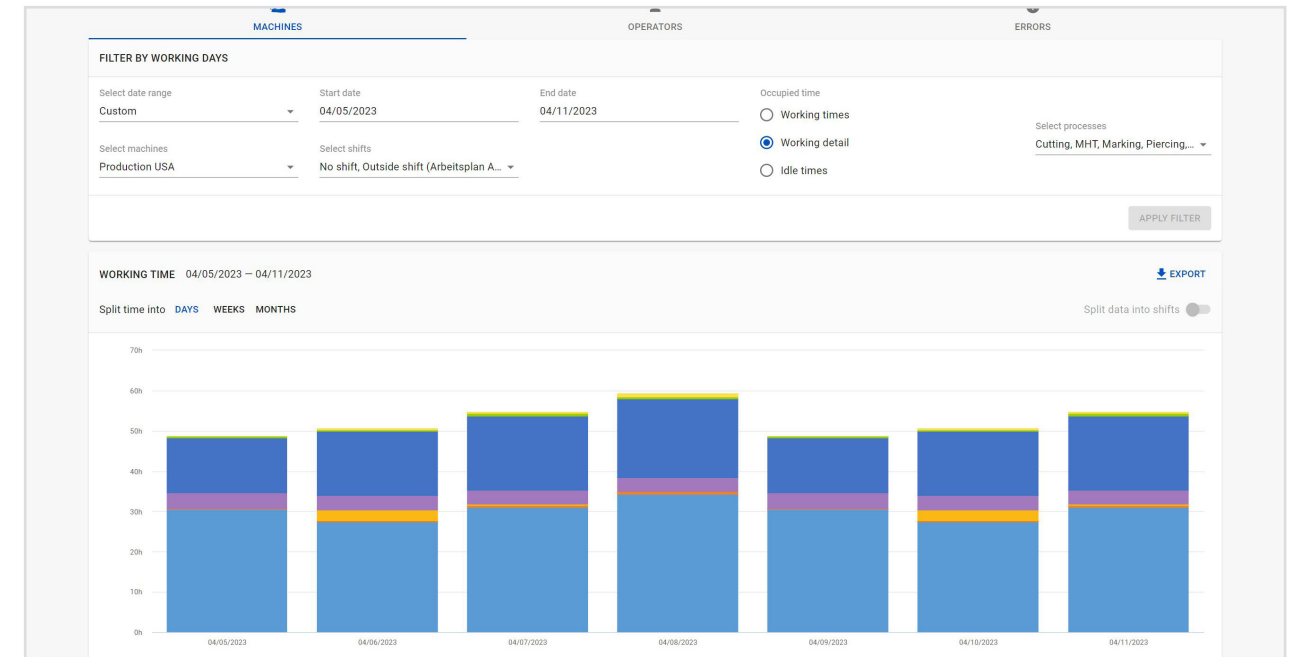 MACHINES OPERATORS ERRORS
FILTER BY WORKING DAYS
Select date range Start date End date Occupied time
Custom 04/05/2023 04/11/2023
Working times
Select processes
Working detail
Cutting, MHT, Marking, Piercing,...
Select machines Select shifts
Production USA No shift, Outside shift (Arbeitsplan A...
Idle times
APPLY FILTER
WORKING TIME 04/05/2023 — 04/11/2023 EXPORT
Split time into DAYS WEEKS MONTHS Split data into shifts
70h
60h
50h
40h
30h
20h
10h
0h
04/05/2023 04/06/2023 04/07/2023 04/08/2023 04/09/2023 04/10/2023 04/11/2023